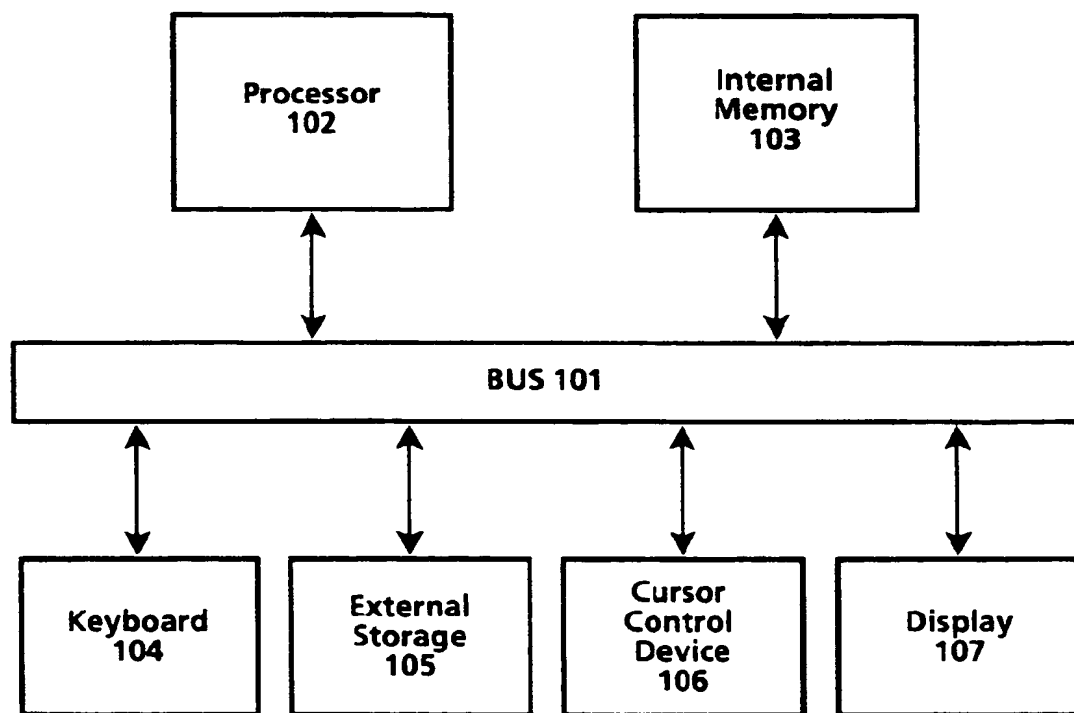 Processor
102
Internal
Memory
103
BUS 101
Keyboard
104
External
Storage
105
Cursor
Control
Device
106
Display
107